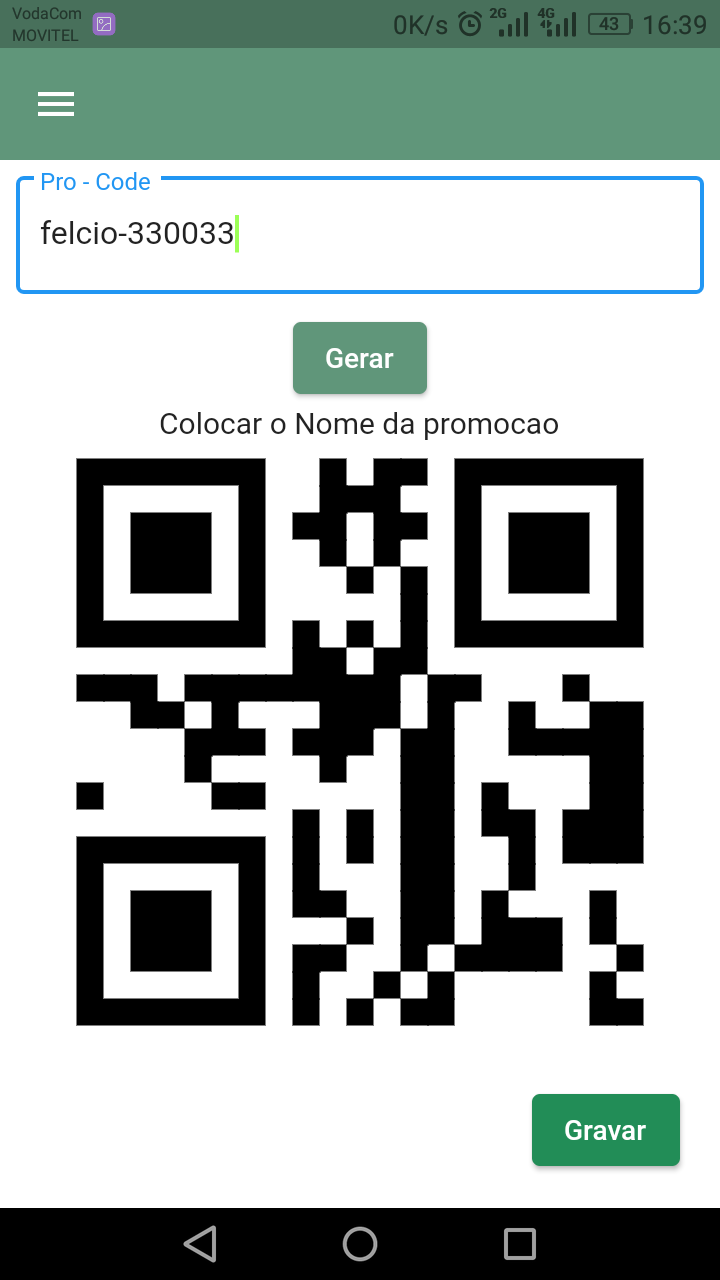 VodaCom
MOVITEL
0K/s 2G 4G 43 16:39
Pro - Code
felcio-330033
Gerar
Colocar o Nome da promocao
Gravar